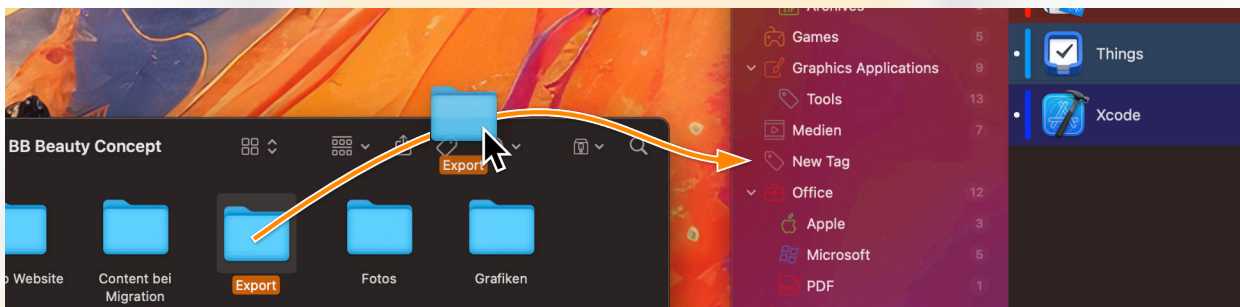 Archives
Games 5
Graphics Applications 9
Tools 13
Medien 7
New Tag
Office 12
Apple 3
Microsoft 5
PDF 1
Things
Xcode
BB Beauty Concept
Export
Website
Content bei
Migration
Export
Fotos
Grafiken